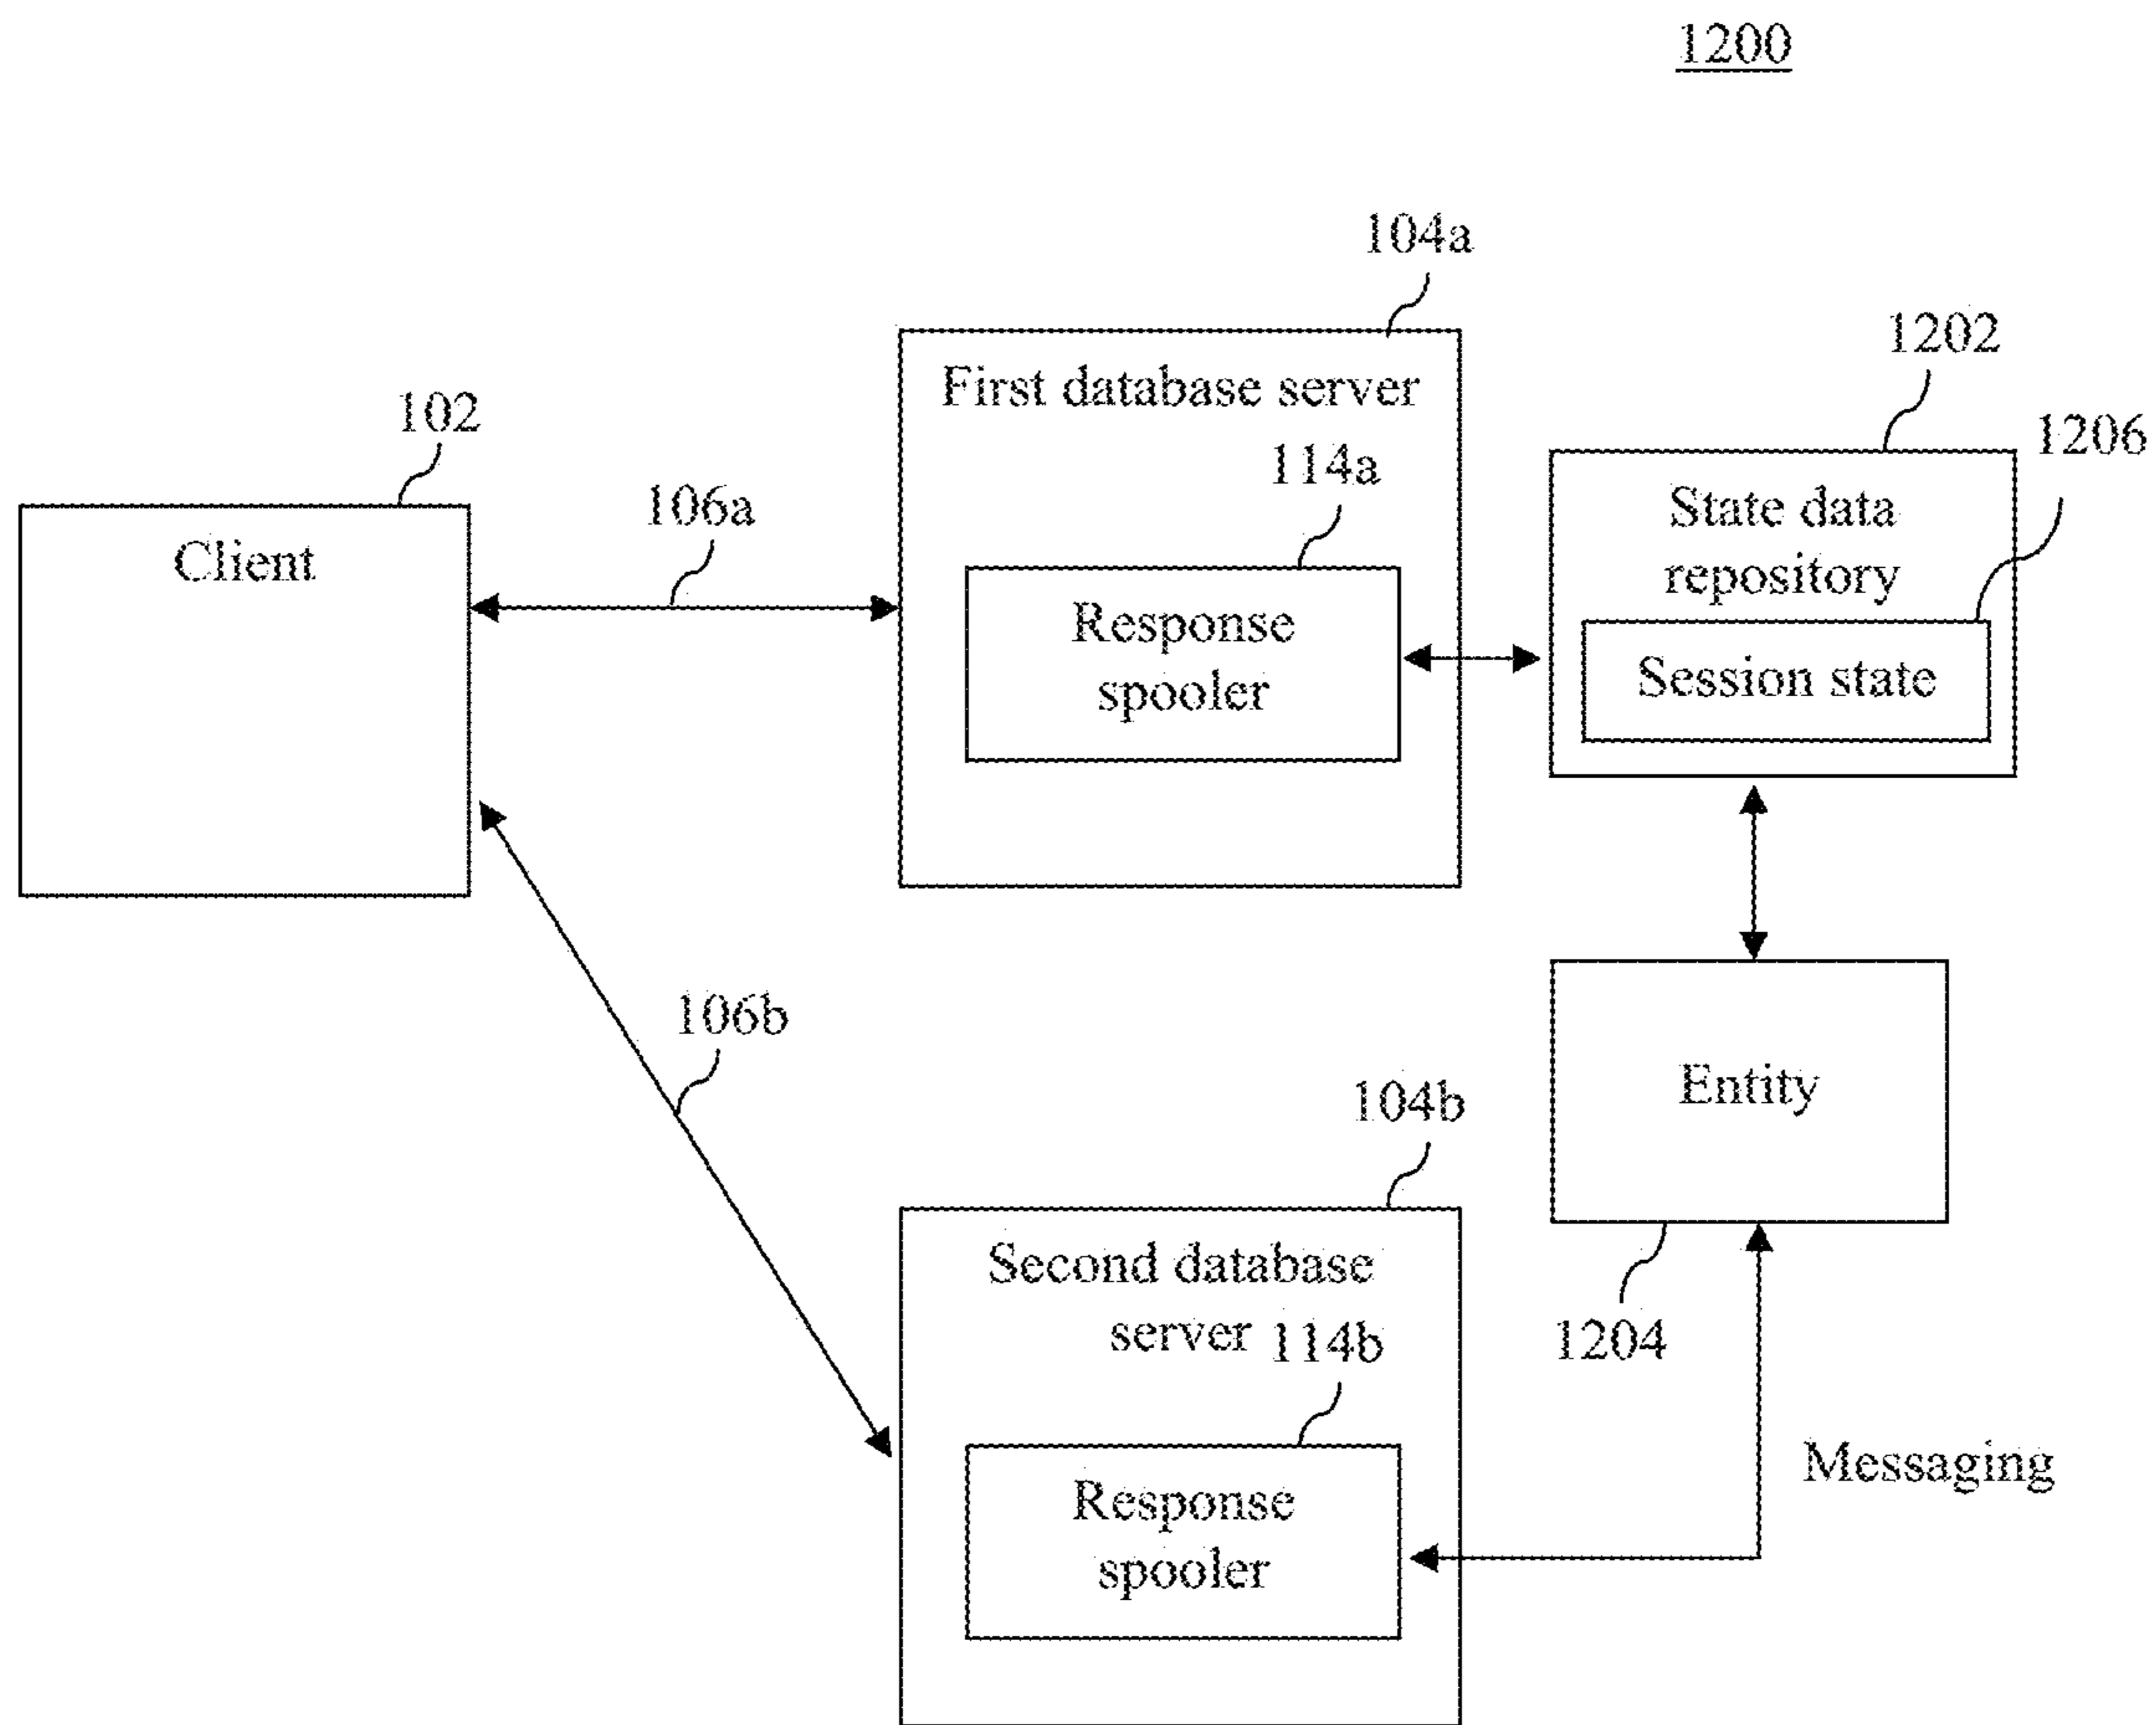 1200
104a
First database server
1202
1206
102
114a
State data
repository
Client
106a
Response
spooler
Session state
106b
Entity
104b
Second database
server
114b
1204
Messaging
Response
spooler